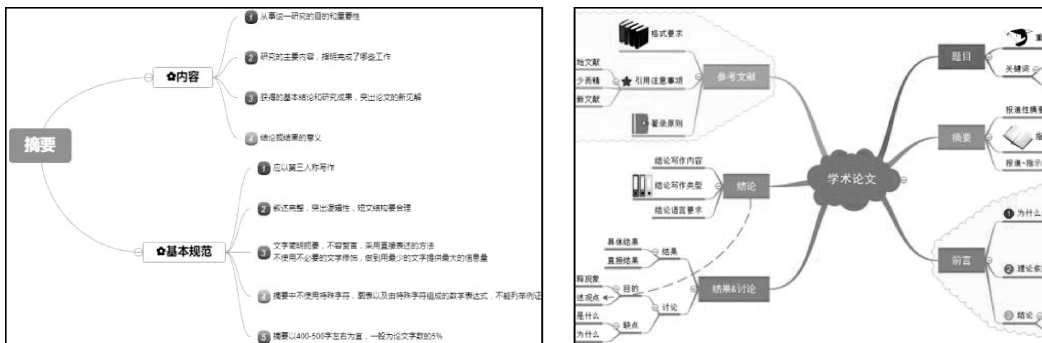 摘要
✿内容
1 从事这一研究的目的和重要性
2 研究的主要内容，指明完成了哪些工作
3 获得的基本结论和研究成果，突出论文的新见解
4 结论或结果的意义
✿基本规范
1 应以第三人称写作
2 叙述完整，突出逻辑性，短文结构要合理
3 文字简明扼要，不容赘言，采用直接表达的方法
不使用不必要的文字修饰，做到用最少的文字提供最大的信息量
4 摘要中不使用特殊字符，图表以及由特殊字符组成的数学表达式，不能列举例证
5 摘要以400-500字左右为宜，一般为论文字数的5%
学术论文
参考文献
格式要求
引用注意事项
少而精
新文献
著录原则
结论
结论写作内容
结论写作类型
结论语言要求
结果&讨论
结果
具体结果
直接结果
讨论
目的
释现象
述观点
缺点
是什么
为什么
题目
重
关键词
摘要
报道性摘要
指
报道-指示
前言
1 为什么
2 理论依
3 结论